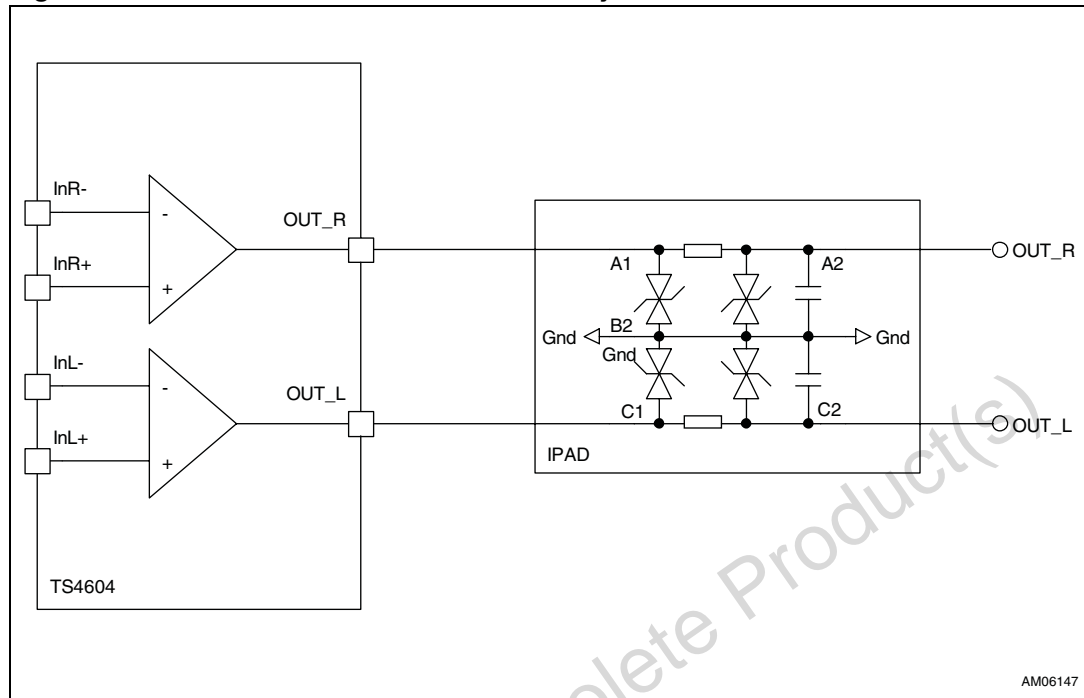 InR-
-
OUT_R
InR+
+
InL-
-
OUT_L
InL+
+
TS4604
A1
A2
OUT_R
B2
Gnd
Gnd
Gnd
C1
C2
OUT_L
IPAD
olete Product(s)
AM06147